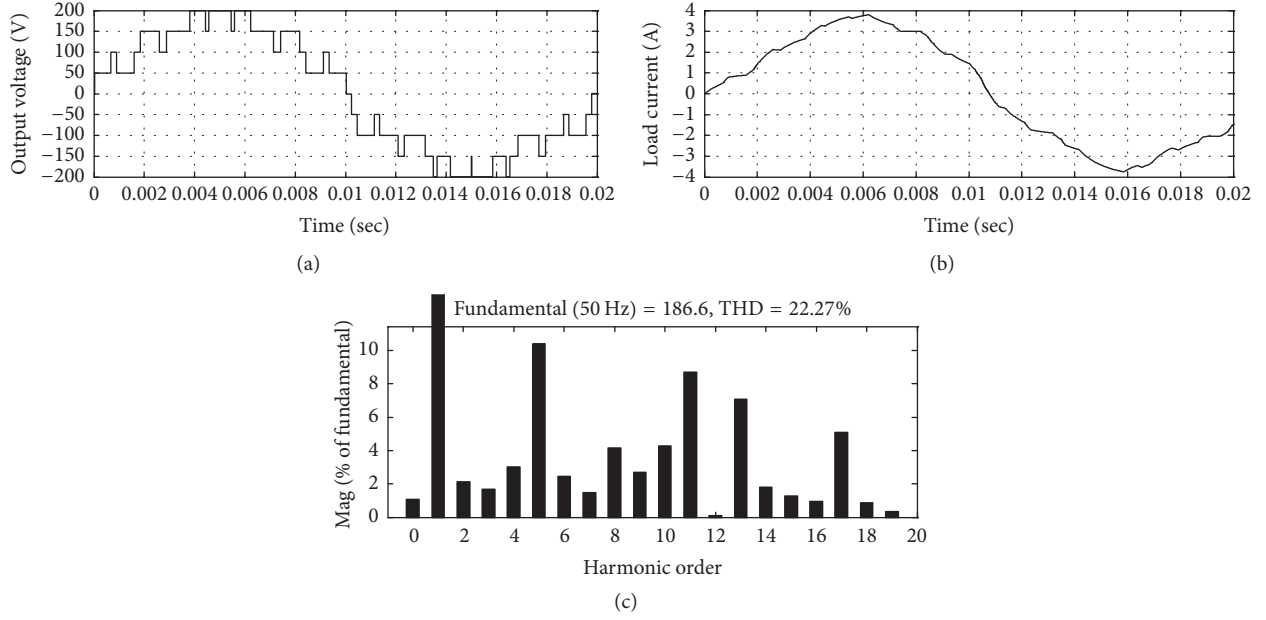 Output voltage (V)
200
150
100
50
0
−50
−100
−150
−200
0 0.002 0.004 0.006 0.008 0.01 0.012 0.014 0.016 0.018 0.02
Time (sec)
(a)
Load current (A)
4
3
2
1
0
−1
−2
−3
−4
0 0.002 0.004 0.006 0.008 0.01 0.012 0.014 0.016 0.018 0.02
Time (sec)
(b)
Fundamental (50 Hz) = 186.6, THD = 22.27%
Mag (% of fundamental)
10
8
6
4
2
0
0 2 4 6 8 10 12 14 16 18 20
Harmonic order
(c)